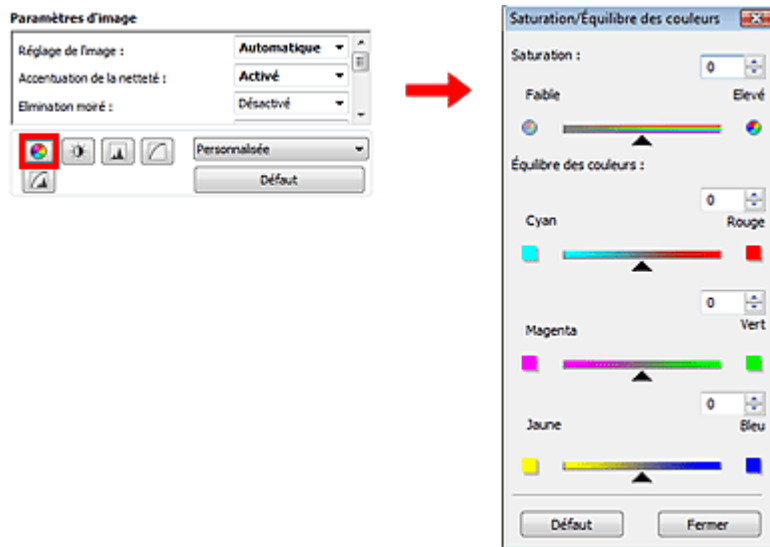 Paramètres d'image
Réglage de l'image : Automatique
Accentuation de la netteté : Activé
Elimination moiré : Désactivé
Personnalisée
Défaut
Saturation/Équilibre des couleurs
Saturation :
0
Faible Elevé
Équilibre des couleurs :
0
Cyan Rouge
0
Magenta Vert
0
Jaune Bleu
Défaut Fermer